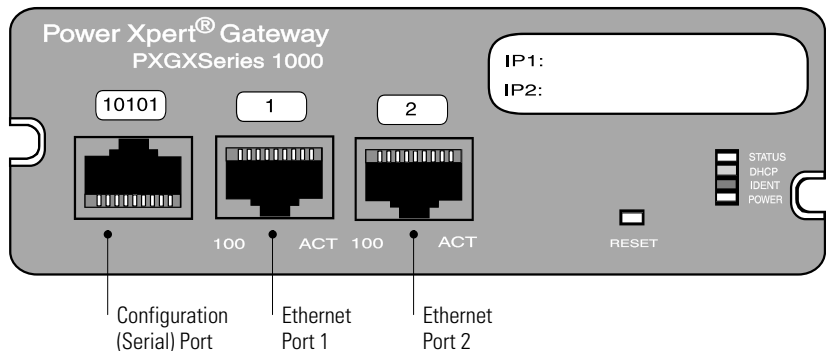 Power Xpert® Gateway
PXGXSeries 1000
IP1:
IP2:
10101
1
2
STATUS
DHCP
IDENT
POWER
100 ACT
100 ACT
RESET
Configuration
(Serial) Port
Ethernet
Port 1
Ethernet
Port 2